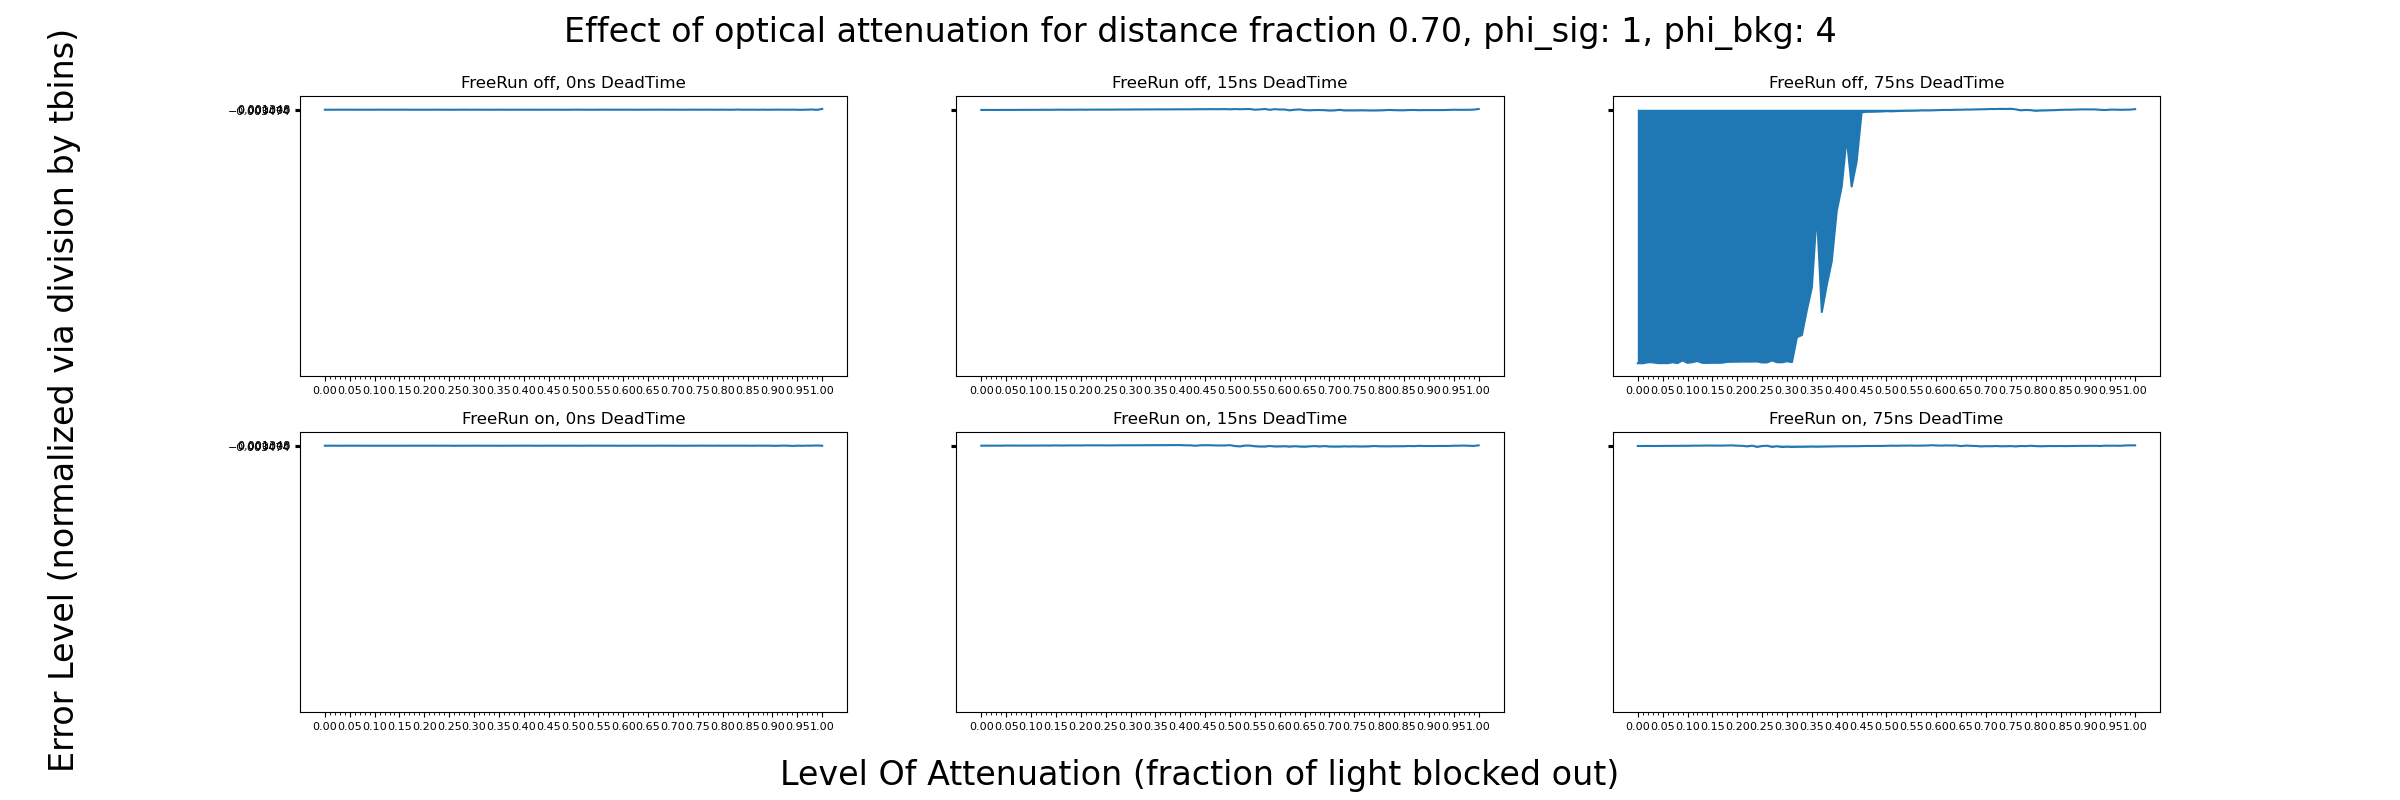 Effect of optical attenuation for distance fraction 0.70, phi_sig: 1, phi_bkg: 4
Error Level (normalized via division by tbins)
FreeRun off, 0ns DeadTime
FreeRun off, 15ns DeadTime
FreeRun off, 75ns DeadTime
0.00 0.05 0.10 0.15 0.20 0.25 0.30 0.35 0.40 0.45 0.50 0.55 0.60 0.65 0.70 0.75 0.80 0.85 0.90 0.95 1.00
0.00 0.05 0.10 0.15 0.20 0.25 0.30 0.35 0.40 0.45 0.50 0.55 0.60 0.65 0.70 0.75 0.80 0.85 0.90 0.95 1.00
0.00 0.05 0.10 0.15 0.20 0.25 0.30 0.35 0.40 0.45 0.50 0.55 0.60 0.65 0.70 0.75 0.80 0.85 0.90 0.95 1.00
FreeRun on, 0ns DeadTime
FreeRun on, 15ns DeadTime
FreeRun on, 75ns DeadTime
0.00 0.05 0.10 0.15 0.20 0.25 0.30 0.35 0.40 0.45 0.50 0.55 0.60 0.65 0.70 0.75 0.80 0.85 0.90 0.95 1.00
0.00 0.05 0.10 0.15 0.20 0.25 0.30 0.35 0.40 0.45 0.50 0.55 0.60 0.65 0.70 0.75 0.80 0.85 0.90 0.95 1.00
0.00 0.05 0.10 0.15 0.20 0.25 0.30 0.35 0.40 0.45 0.50 0.55 0.60 0.65 0.70 0.75 0.80 0.85 0.90 0.95 1.00
Level Of Attenuation (fraction of light blocked out)